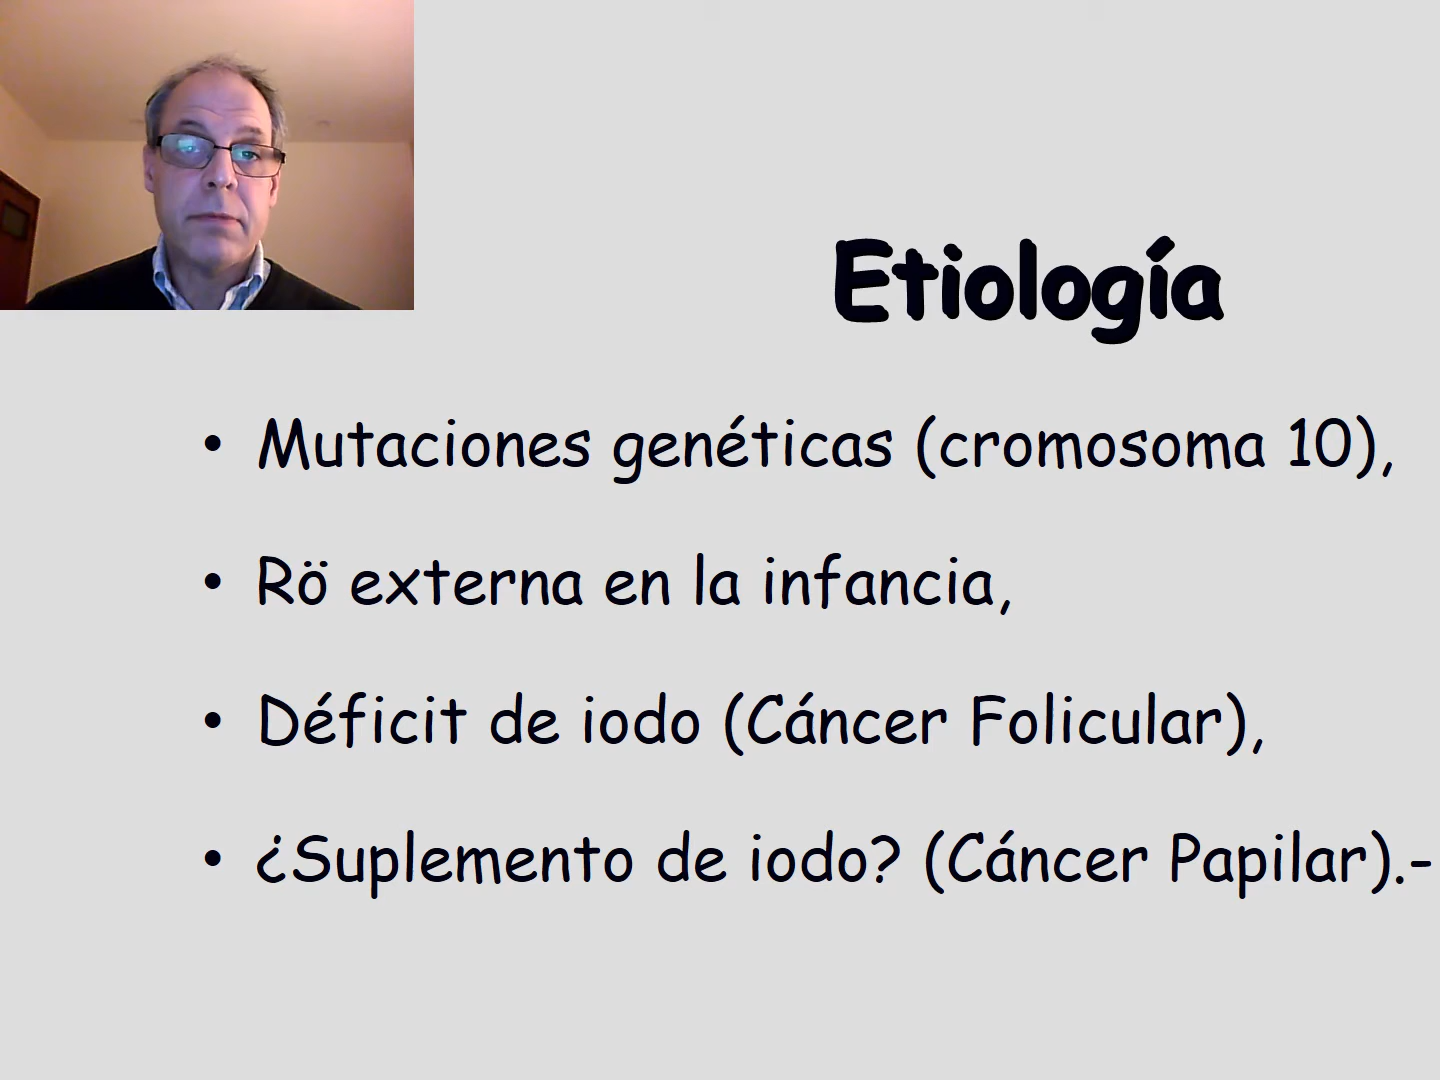 Etiología
• Mutaciones genéticas (cromosoma 10),
• Rö externa en la infancia,
• Déficit de iodo (Cáncer Folicular),
• ¿Suplemento de iodo? (Cáncer Papilar).-